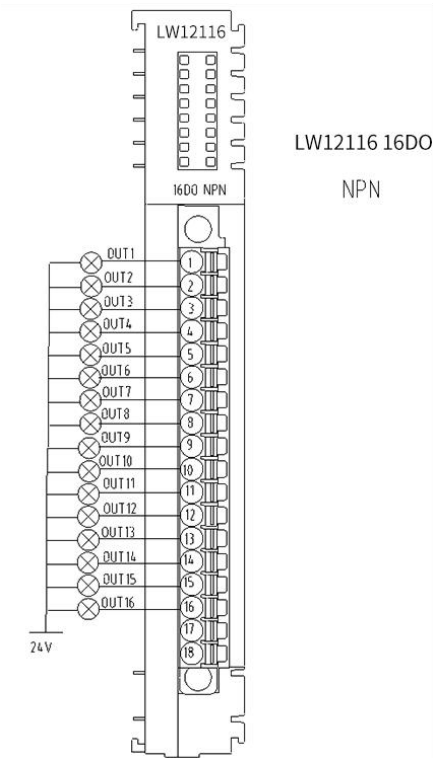 LW12116
LW12116 16DO
NPN
16DO NPN
OUT1
1
OUT2
2
OUT3
3
OUT4
4
OUT5
5
OUT6
6
OUT7
7
OUT8
8
OUT9
9
OUT10
10
OUT11
11
OUT12
12
OUT13
13
OUT14
14
OUT15
15
OUT16
16
17
18
24V